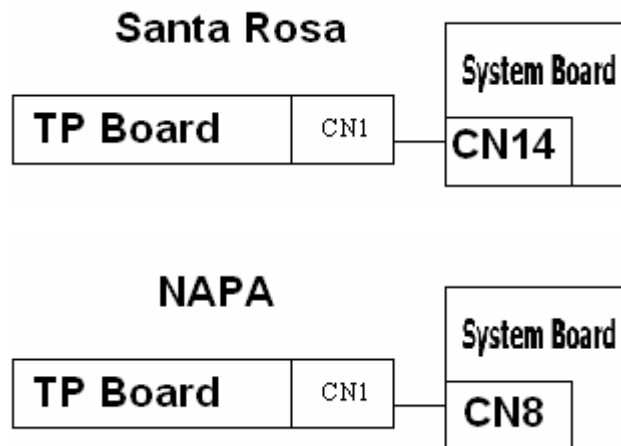 Santa Rosa
System Board
TP Board CN1 CN14
NAPA
System Board
TP Board CN1 CN8